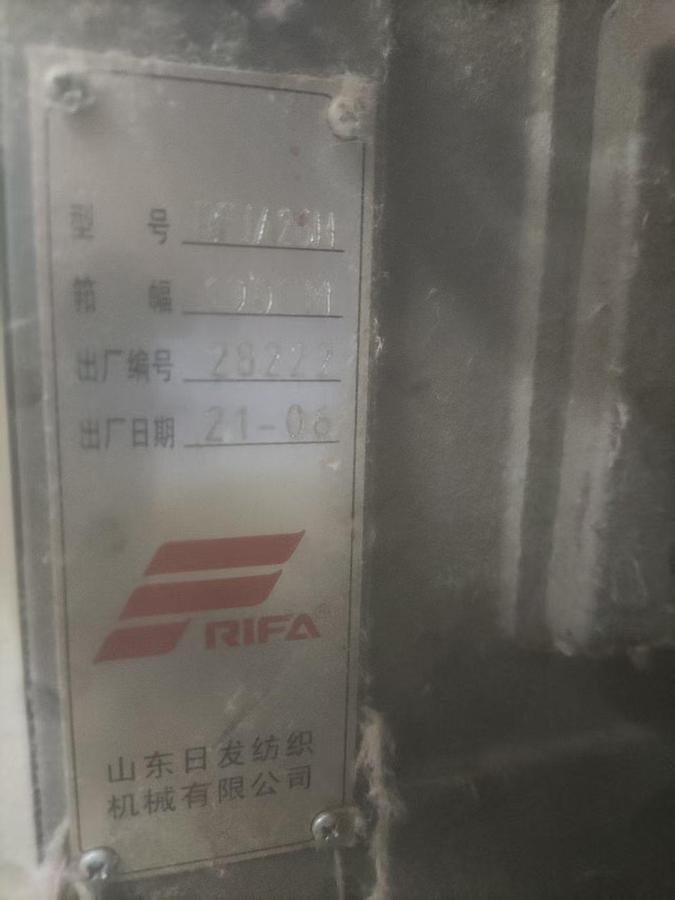 型 号
筘 幅
出厂编号 28222
出厂日期 21-06
RIFA®
山东日发纺织
机械有限公司